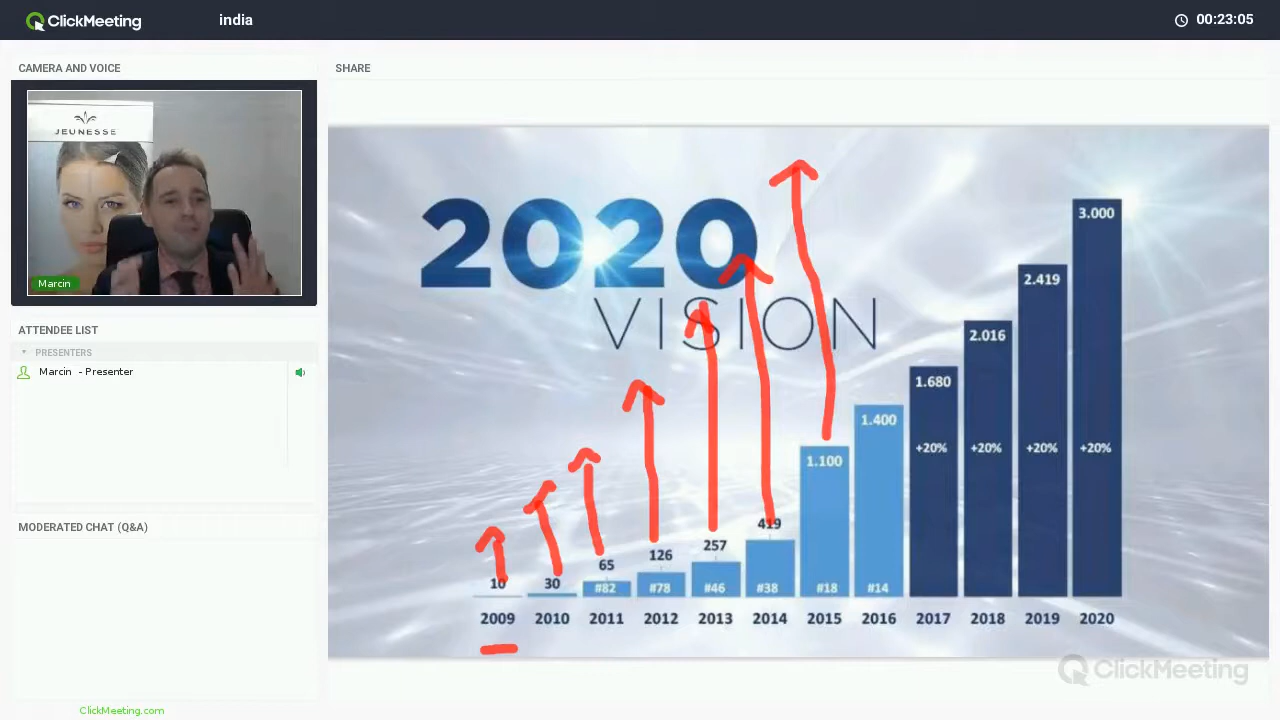 ClickMeeting
india
00:23:05
CAMERA AND VOICE
SHARE
JEUNESSE
Marcin
ATTENDEE LIST
PRESENTERS
Marcin - Presenter
MODERATED CHAT (Q&A)
ClickMeeting.com
2020
VISION
10
30
65
126
257
419
1.100
1.400
1.680
2.016
2.419
3.000
+20%
+20%
+20%
+20%
#82
#78
#46
#38
#18
#14
2009
2010
2011
2012
2013
2014
2015
2016
2017
2018
2019
2020
ClickMeeting